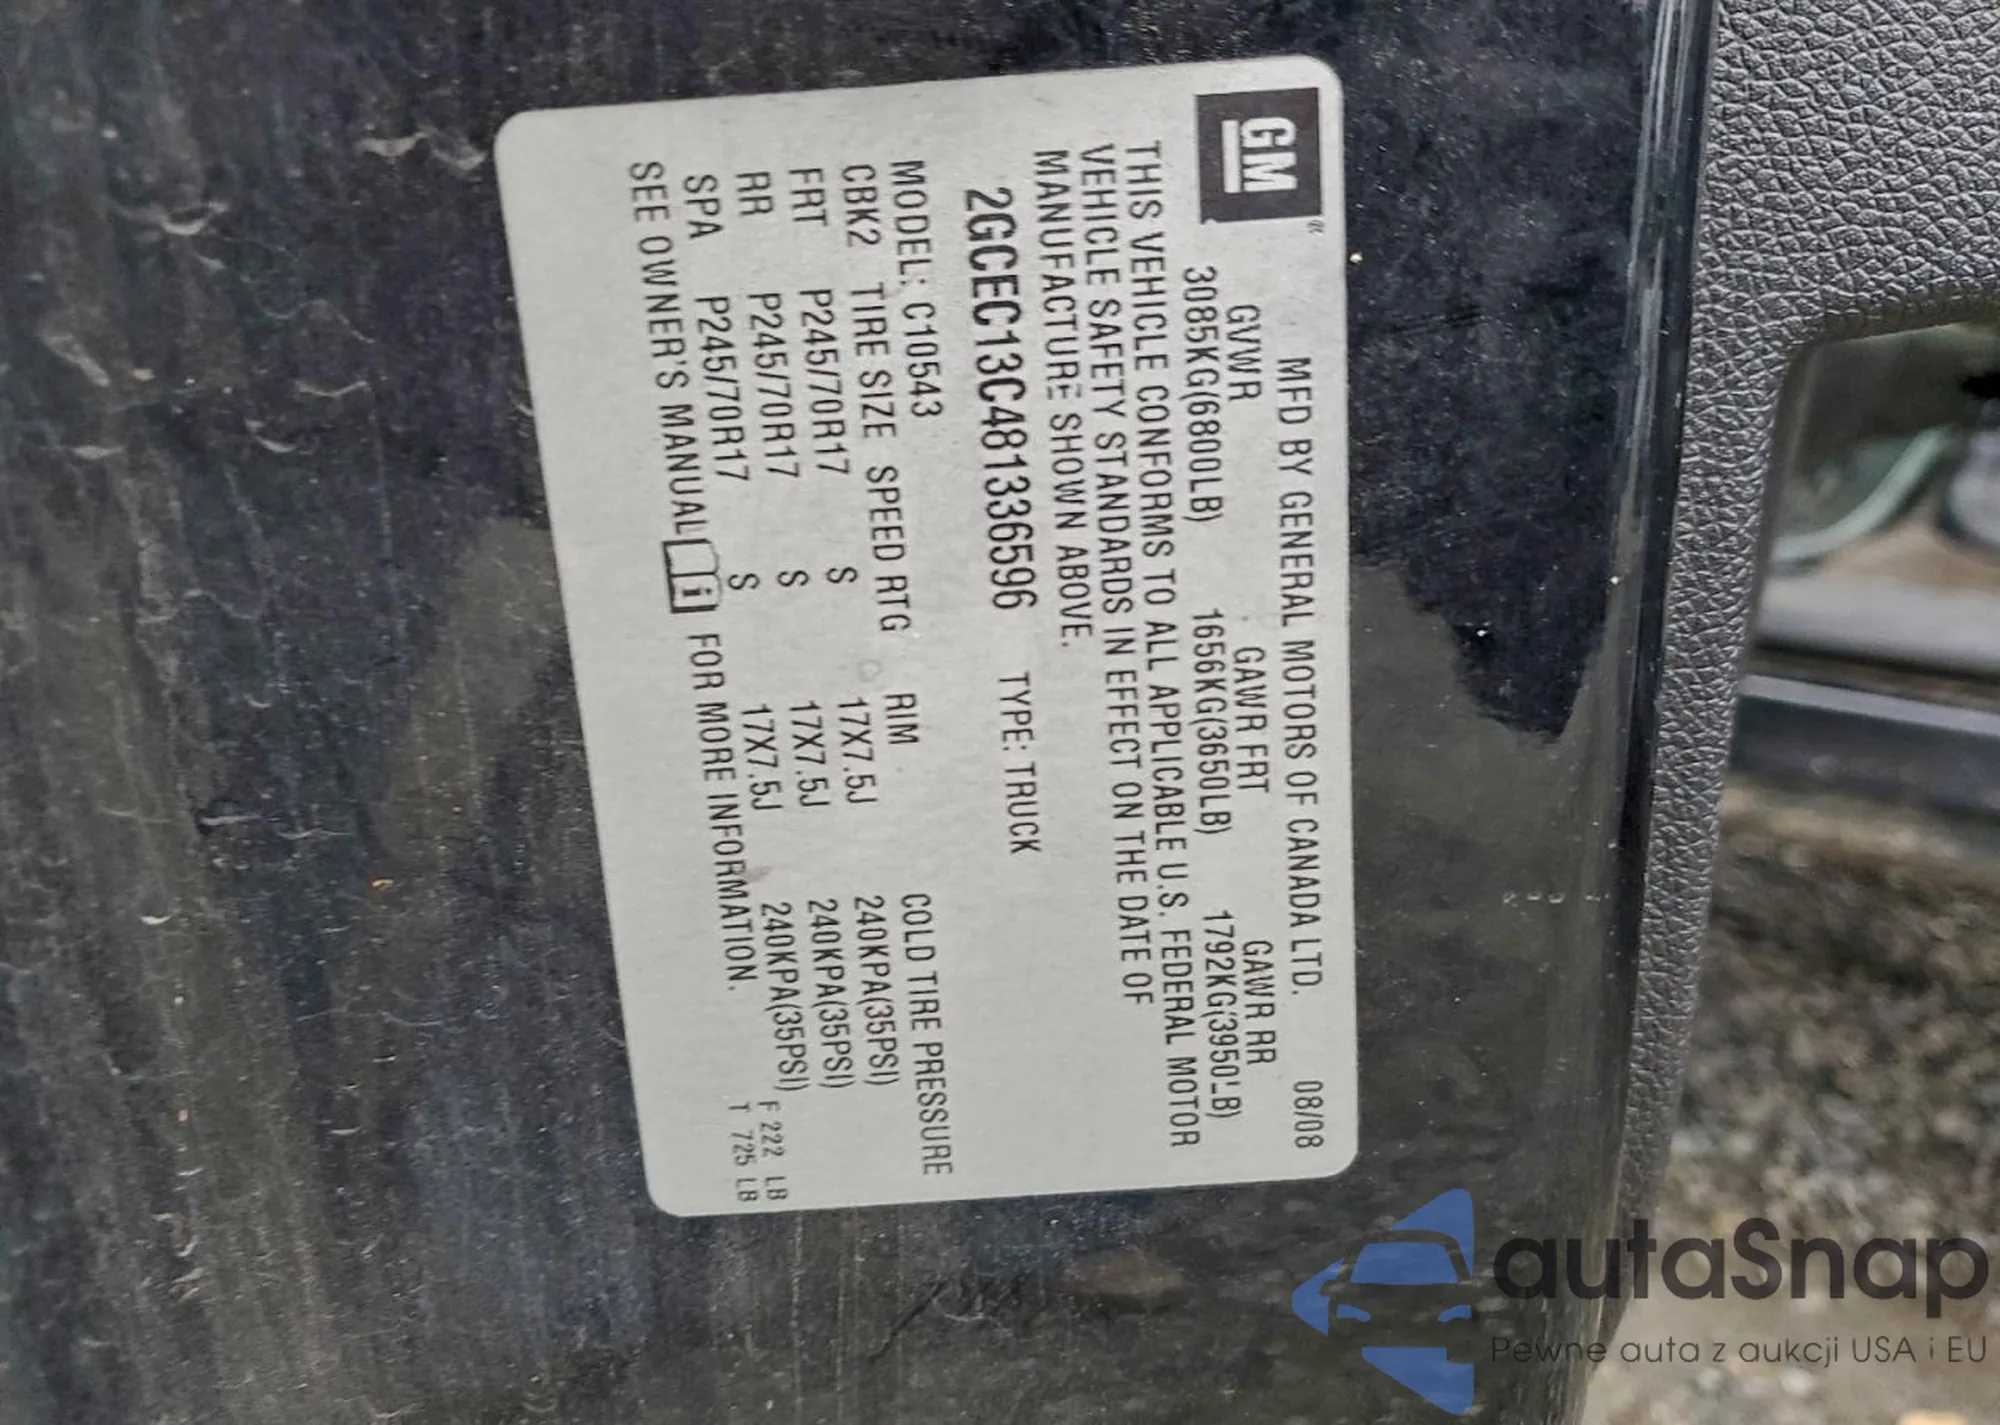 GM
MFD BY GENERAL MOTORS OF CANADA LTD. 08/08
GVWR GAWR FRT GAWR RR
3085KG(6800LB) 1656KG(3650LB) 1792KG(3950LB)
THIS VEHICLE CONFORMS TO ALL APPLICABLE U.S. FEDERAL MOTOR
VEHICLE SAFETY STANDARDS IN EFFECT ON THE DATE OF
MANUFACTURE SHOWN ABOVE.
2GCEC13C481336596 TYPE: TRUCK
MODEL: C10543
CBK2 TIRE SIZE SPEED RTG RIM COLD TIRE PRESSURE
FRT P245/70R17 S 17X7.5J 240KPA(35PSI)
RR P245/70R17 S 17X7.5J 240KPA(35PSI)
SPA P245/70R17 S 17X7.5J 240KPA(35PSI)
SEE OWNER'S MANUAL i FOR MORE INFORMATION.
F 222 LB
T 725 LB
autaSnap
Pewne auta z aukcji USA i EU